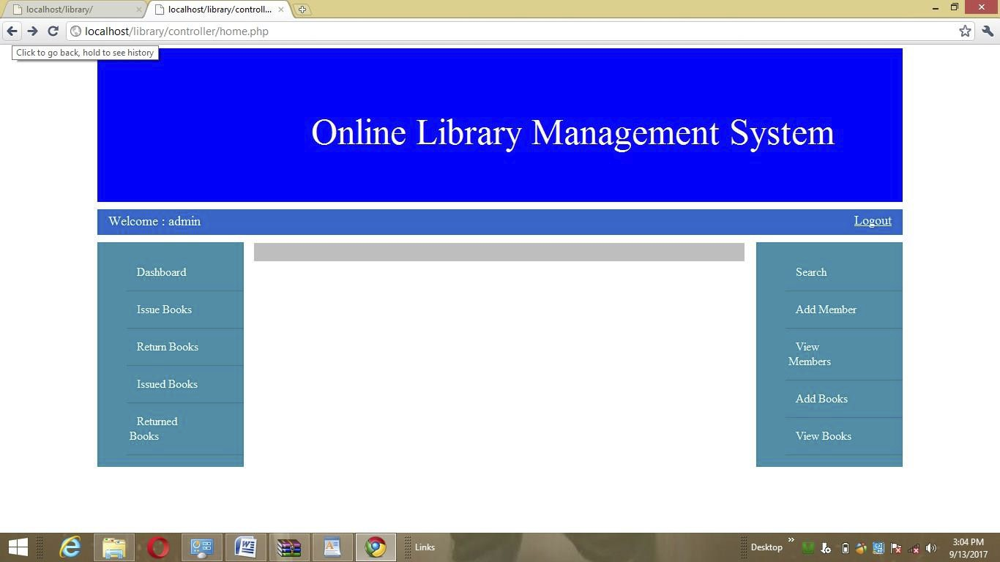 localhost/library/
localhost/library/controll...
localhost/library/controller/home.php
Click to go back, hold to see history
Online Library Management System
Welcome : admin
Logout
Dashboard
Issue Books
Return Books
Issued Books
Returned
Books
Search
Add Member
View
Members
Add Books
View Books
Links
Desktop
3:04 PM
9/13/2017